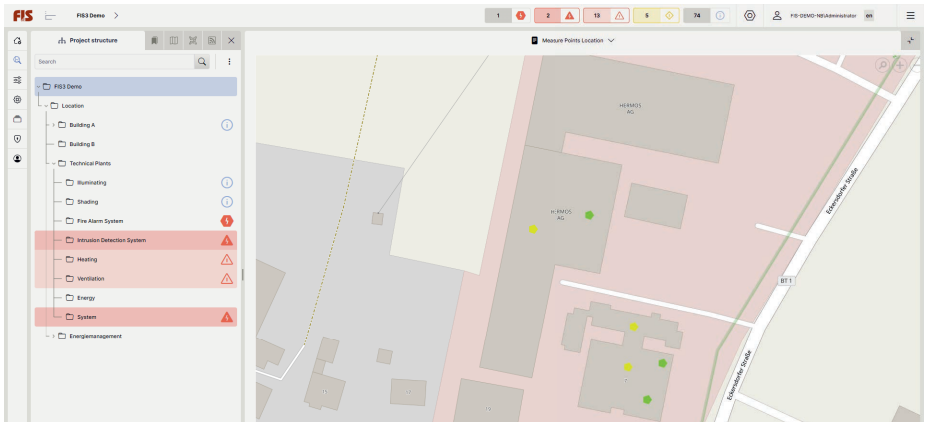 FIS
FIS3 Demo
1
2
13
5
74
FIS-DEMO-NB\Administrator
en
Project structure
Measure Points Location
Search
FIS3 Demo
Location
Building A
Building B
Technical Plants
Illuminating
Shading
Fire Alarm System
Intrusion Detection System
Heating
Ventilation
Energy
System
Energiemanagement
HERMOS
AG
HERMOS
AG
Eckersdorfer Straße
BT 1
Eckersdorfer Straße